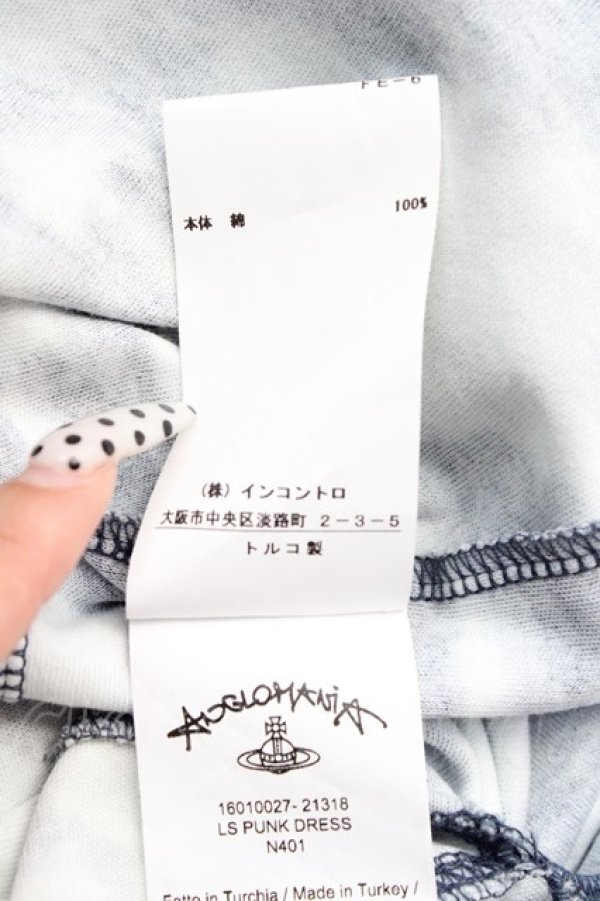 本体 綿 100%
(株) インコントロ
大阪市中央区淡路町 2-3-5
トルコ製
ANGLOMANIA
16010027- 21318
LS PUNK DRESS
N401
Fatto in Turchia / Made in Turkey /